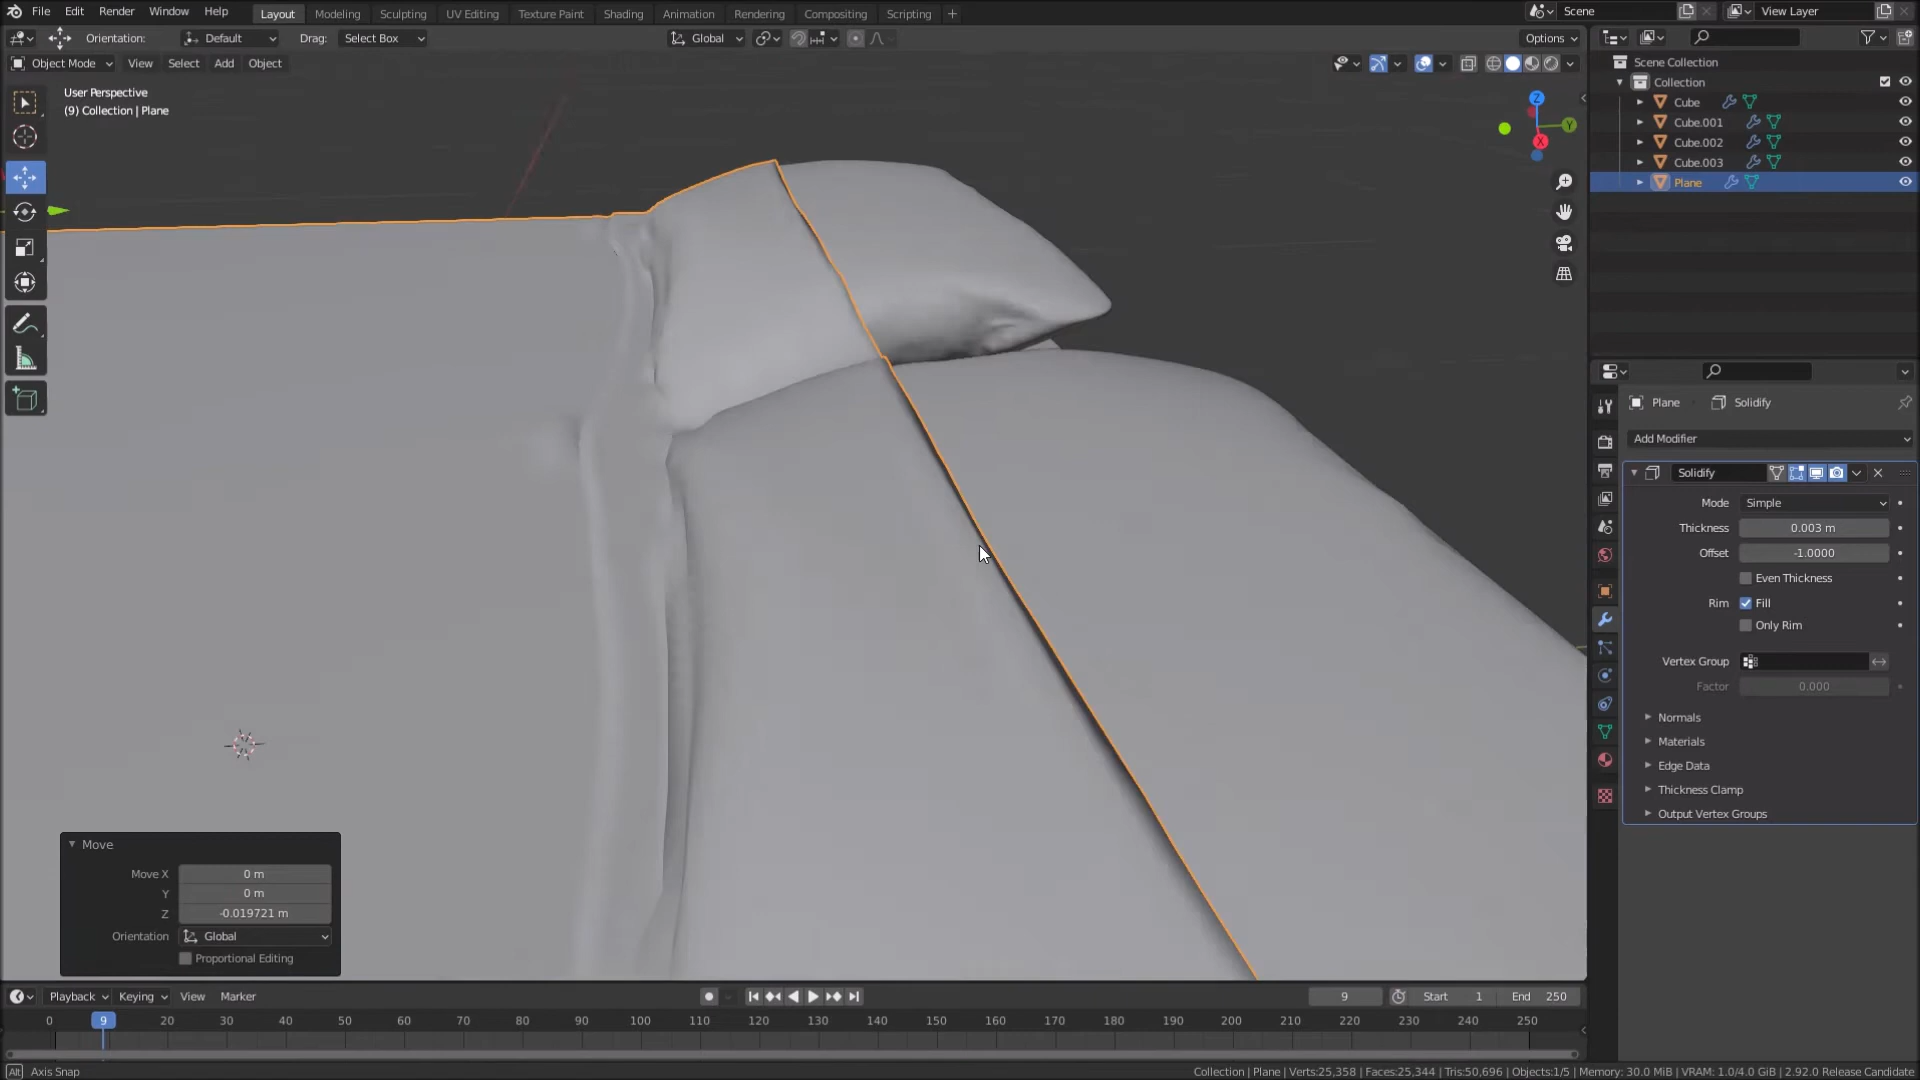 File Edit Render Window Help Layout Modeling Sculpting UV Editing Texture Paint Shading Animation Rendering Compositing Scripting + Scene View Layer
Orientation: Default Drag: Select Box Global Options
Object Mode View Select Add Object
User Perspective
(9) Collection | Plane
Z
Y
X
Scene Collection
Collection
Cube
Cube.001
Cube.002
Cube.003
Plane
Plane Solidify
Add Modifier
Solidify
Mode Simple
Thickness 0.003 m
Offset -1.0000
Even Thickness
Rim Fill
Only Rim
Vertex Group
Factor 0.000
Normals
Materials
Edge Data
Thickness Clamp
Output Vertex Groups
Move
Move X 0 m
Y 0 m
Z -0.019721 m
Orientation Global
Proportional Editing
Playback Keying View Marker 9 Start 1 End 250
0 9 20 30 40 50 60 70 80 90 100 110 120 130 140 150 160 170 180 190 200 210 220 230 240 250
Alt Axis Snap Collection | Plane | Verts:25,358 | Faces:25,344 | Tris:50,696 | Objects:1/5 | Memory: 30.0 MiB | VRAM: 1.0/4.0 GiB | 2.92.0 Release Candidate